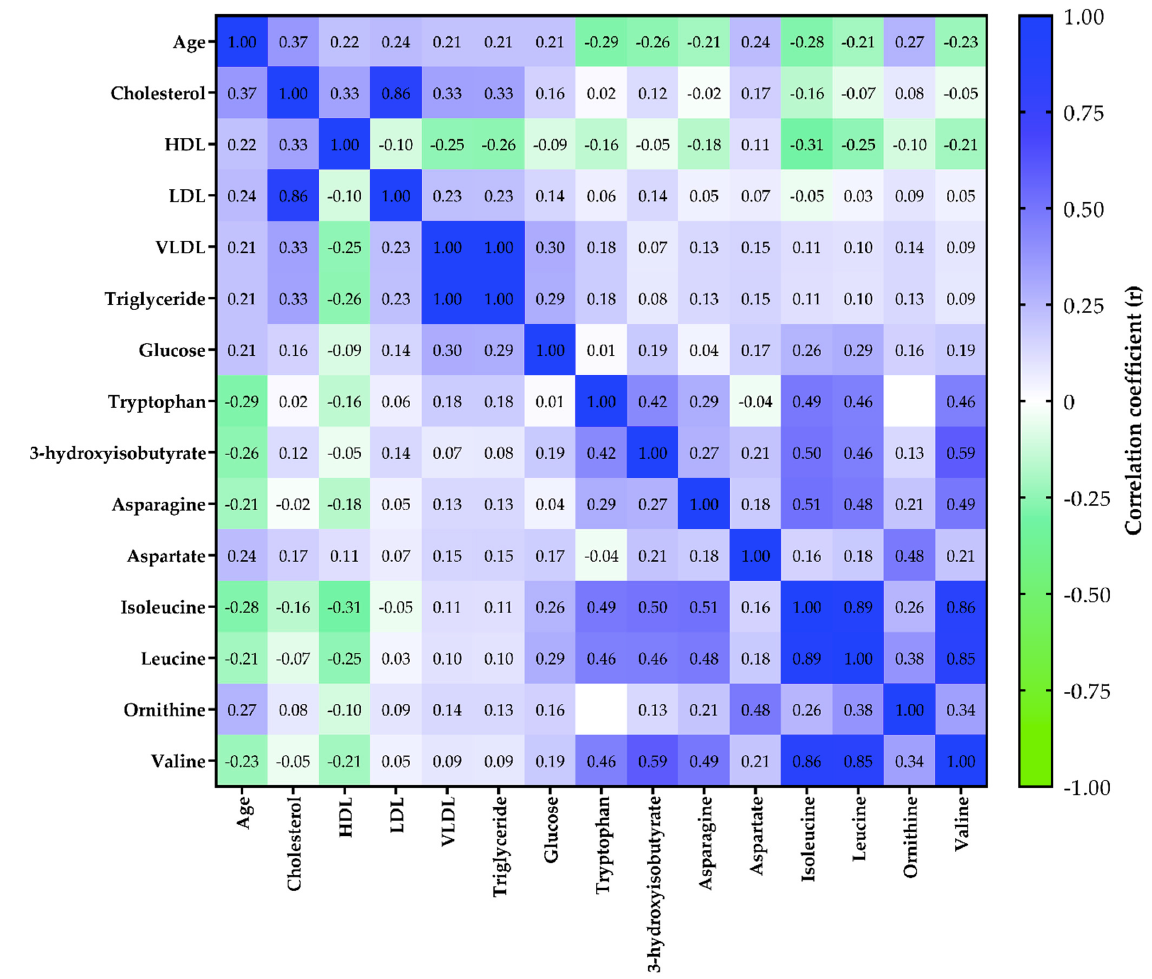 Age 1.00 0.37 0.22 0.24 0.21 0.21 0.21 -0.29 -0.26 -0.21 0.24 -0.28 -0.21 0.27 -0.23
Cholesterol 0.37 1.00 0.33 0.86 0.33 0.33 0.16 0.02 0.12 -0.02 0.17 -0.16 -0.07 0.08 -0.05
HDL 0.22 0.33 1.00 -0.10 -0.25 -0.26 -0.09 -0.16 -0.05 -0.18 0.11 -0.31 -0.25 -0.10 -0.21
LDL 0.24 0.86 -0.10 1.00 0.23 0.23 0.14 0.06 0.14 0.05 0.07 -0.05 0.03 0.09 0.05
VLDL 0.21 0.33 -0.25 0.23 1.00 1.00 0.30 0.18 0.07 0.13 0.15 0.11 0.10 0.14 0.09
Triglyceride 0.21 0.33 -0.26 0.23 1.00 1.00 0.29 0.18 0.08 0.13 0.15 0.11 0.10 0.13 0.09
Glucose 0.21 0.16 -0.09 0.14 0.30 0.29 1.00 0.01 0.19 0.04 0.17 0.26 0.29 0.16 0.19
Tryptophan -0.29 0.02 -0.16 0.06 0.18 0.18 0.01 1.00 0.42 0.29 -0.04 0.49 0.46 0.46
3-hydroxyisobutyrate -0.26 0.12 -0.05 0.14 0.07 0.08 0.19 0.42 1.00 0.27 0.21 0.50 0.46 0.13 0.59
Asparagine -0.21 -0.02 -0.18 0.05 0.13 0.13 0.04 0.29 0.27 1.00 0.18 0.51 0.48 0.21 0.49
Aspartate 0.24 0.17 0.11 0.07 0.15 0.15 0.17 -0.04 0.21 0.18 1.00 0.16 0.18 0.48 0.21
Isoleucine -0.28 -0.16 -0.31 -0.05 0.11 0.11 0.26 0.49 0.50 0.51 0.16 1.00 0.89 0.26 0.86
Leucine -0.21 -0.07 -0.25 0.03 0.10 0.10 0.29 0.46 0.46 0.48 0.18 0.89 1.00 0.38 0.85
Ornithine 0.27 0.08 -0.10 0.09 0.14 0.13 0.16 0.13 0.21 0.48 0.26 0.38 1.00 0.34
Valine -0.23 -0.05 -0.21 0.05 0.09 0.09 0.19 0.46 0.59 0.49 0.21 0.86 0.85 0.34 1.00
Age
Cholesterol
HDL
LDL
VLDL
Triglyceride
Glucose
Tryptophan
3-hydroxyisobutyrate
Asparagine
Aspartate
Isoleucine
Leucine
Ornithine
Valine
1.00
0.75
0.50
0.25
0
-0.25
-0.50
-0.75
-1.00
Correlation coefficient (r)